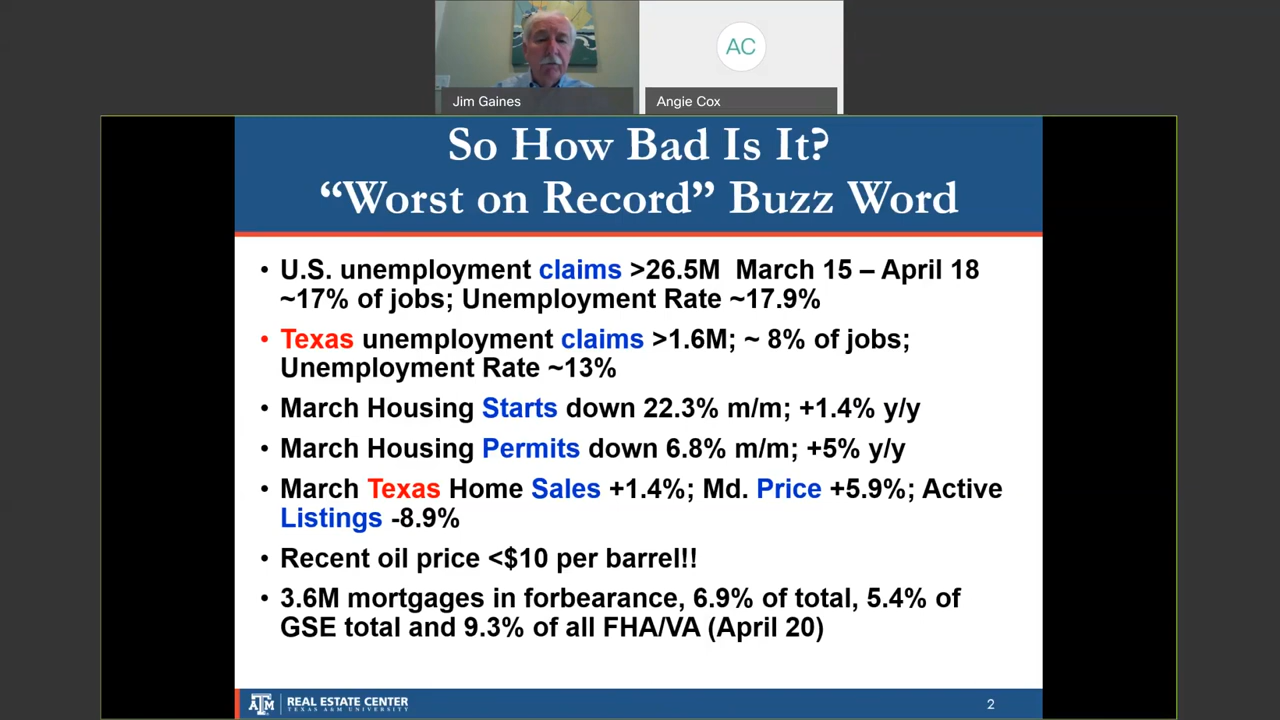 AC
Jim Gaines
Angie Cox
So How Bad Is It?
“Worst on Record” Buzz Word
• U.S. unemployment claims >26.5M March 15 – April 18
~17% of jobs; Unemployment Rate ~17.9%
• Texas unemployment claims >1.6M; ~ 8% of jobs;
Unemployment Rate ~13%
• March Housing Starts down 22.3% m/m; +1.4% y/y
• March Housing Permits down 6.8% m/m; +5% y/y
• March Texas Home Sales +1.4%; Md. Price +5.9%; Active
Listings -8.9%
• Recent oil price <$10 per barrel!!
• 3.6M mortgages in forbearance, 6.9% of total, 5.4% of
GSE total and 9.3% of all FHA/VA (April 20)
ATM REAL ESTATE CENTER
TEXAS A&M UNIVERSITY
2